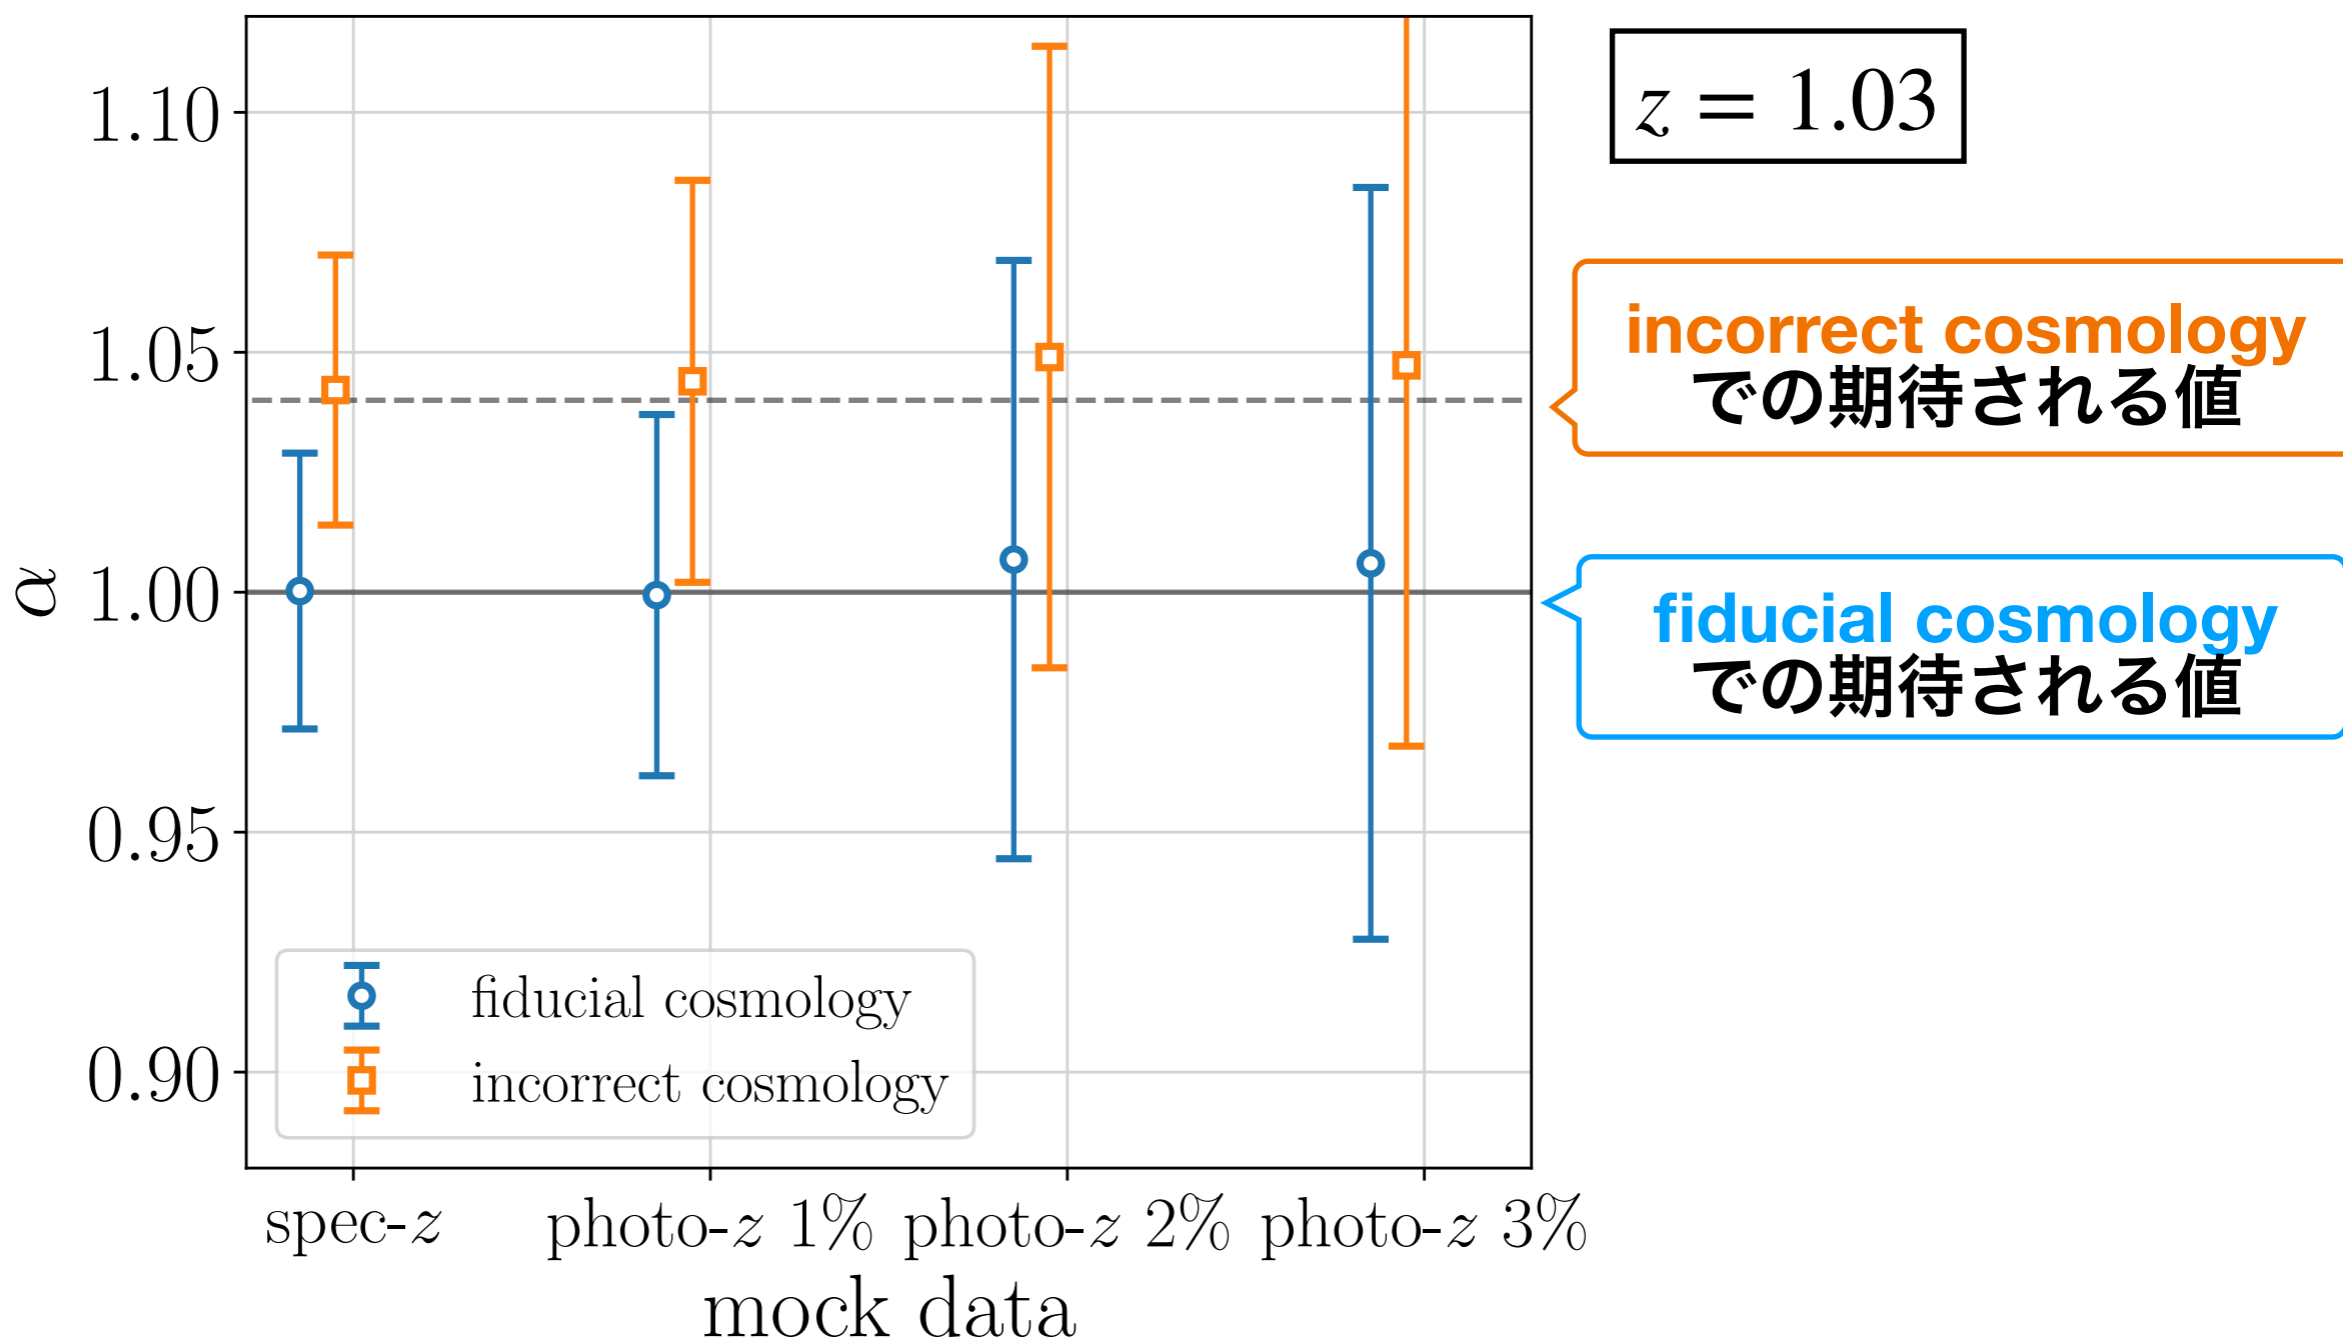 z = 1.03
1.10
1.05
1.00
0.95
0.90
α
incorrect cosmology
での期待される値
fiducial cosmology
での期待される値
fiducial cosmology
incorrect cosmology
spec-z photo-z 1% photo-z 2% photo-z 3%
mock data